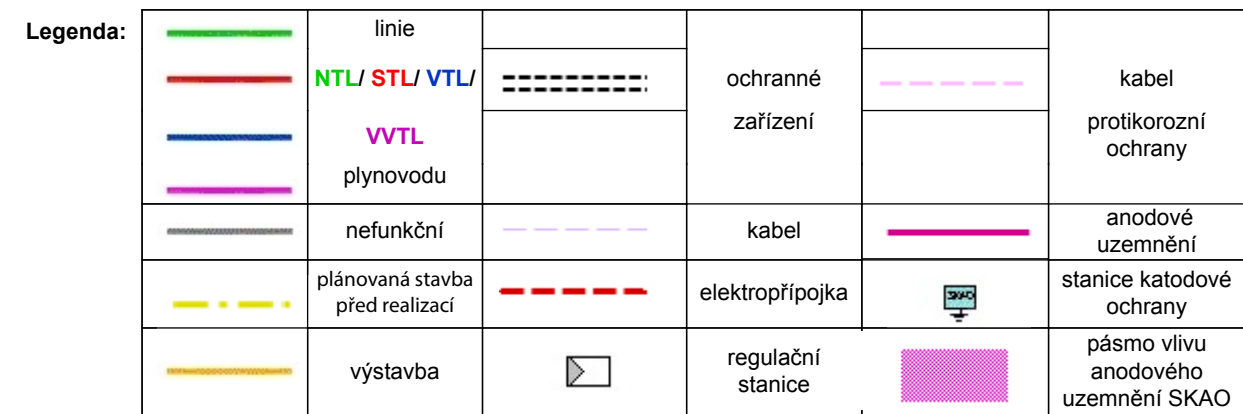 Legenda:
linie
NTL/ STL/ VTL/
VVTL
plynovodu
ochranné
zařízení
kabel
protikorozní
ochrany
nefunkční
kabel
anodové
uzemnění
plánovaná stavba
před realizací
elektropřípojka
SKAO
stanice katodové
ochrany
výstavba
regulační
stanice
pásmo vlivu
anodového
uzemnění SKAO